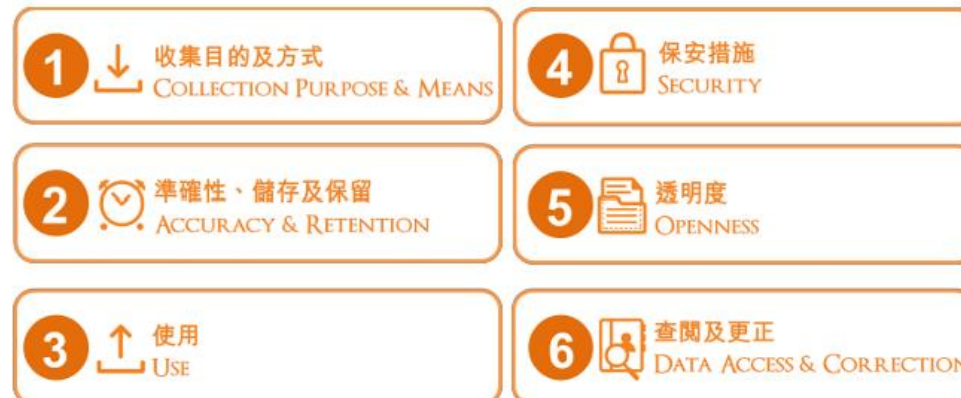 1
收集目的及方式
COLLECTION PURPOSE & MEANS
2
準確性、儲存及保留
ACCURACY & RETENTION
3
使用
USE
4
保安措施
SECURITY
5
透明度
OPENNESS
6
查閱及更正
DATA ACCESS & CORRECTION